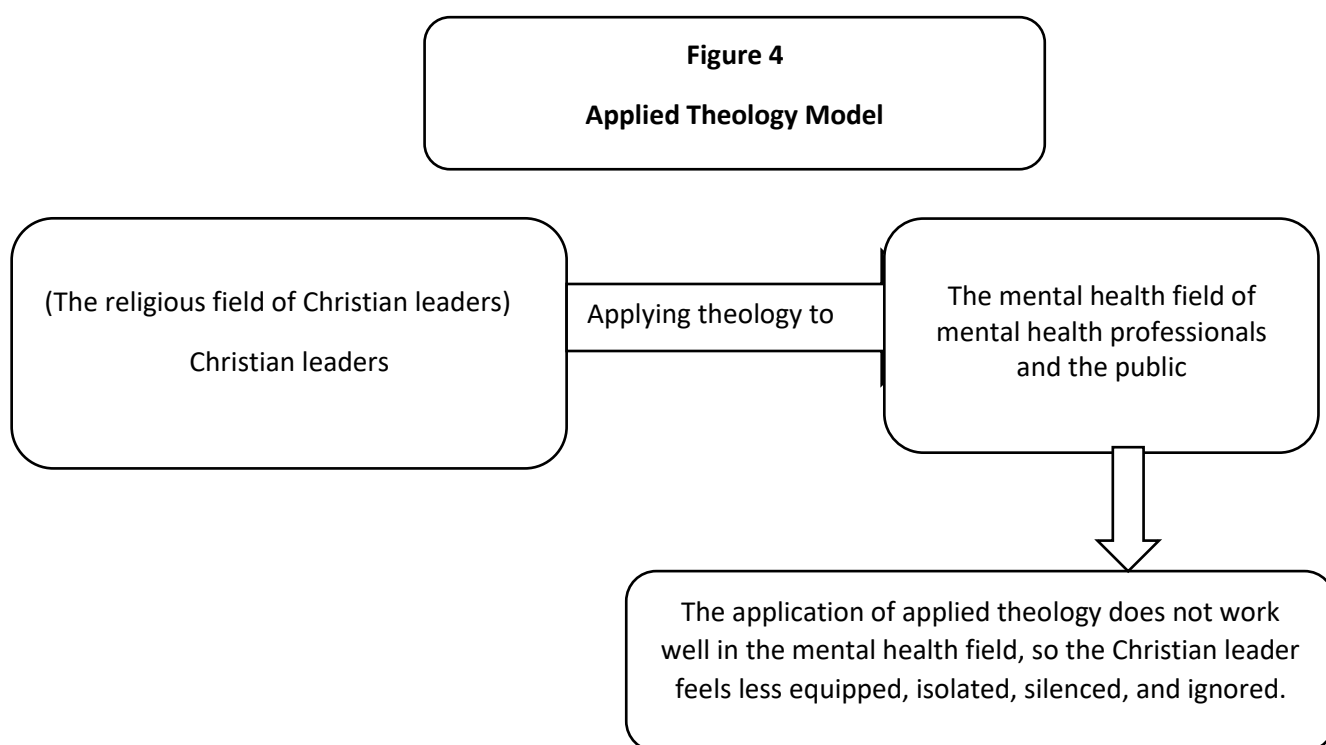 Figure 4
Applied Theology Model
(The religious field of Christian leaders)
Christian leaders
Applying theology to
The mental health field of
mental health professionals
and the public
The application of applied theology does not work
well in the mental health field, so the Christian leader
feels less equipped, isolated, silenced, and ignored.